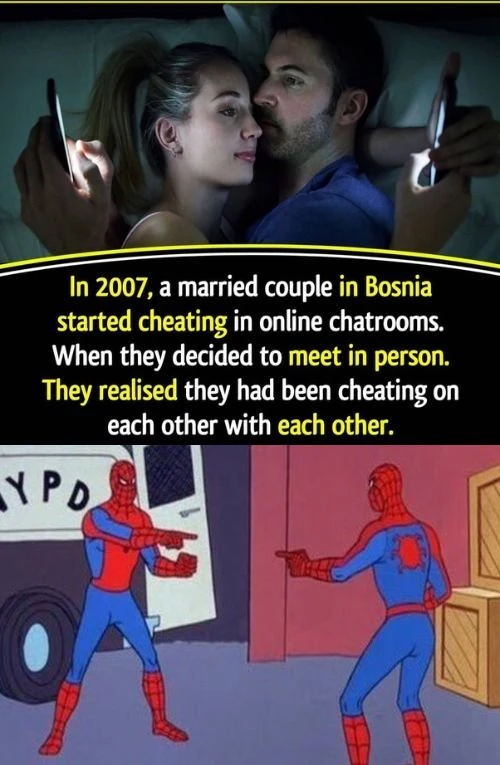 In 2007, a married couple in Bosnia
started cheating in online chatrooms.
When they decided to meet in person.
They realised they had been cheating on
each other with each other.
YPD